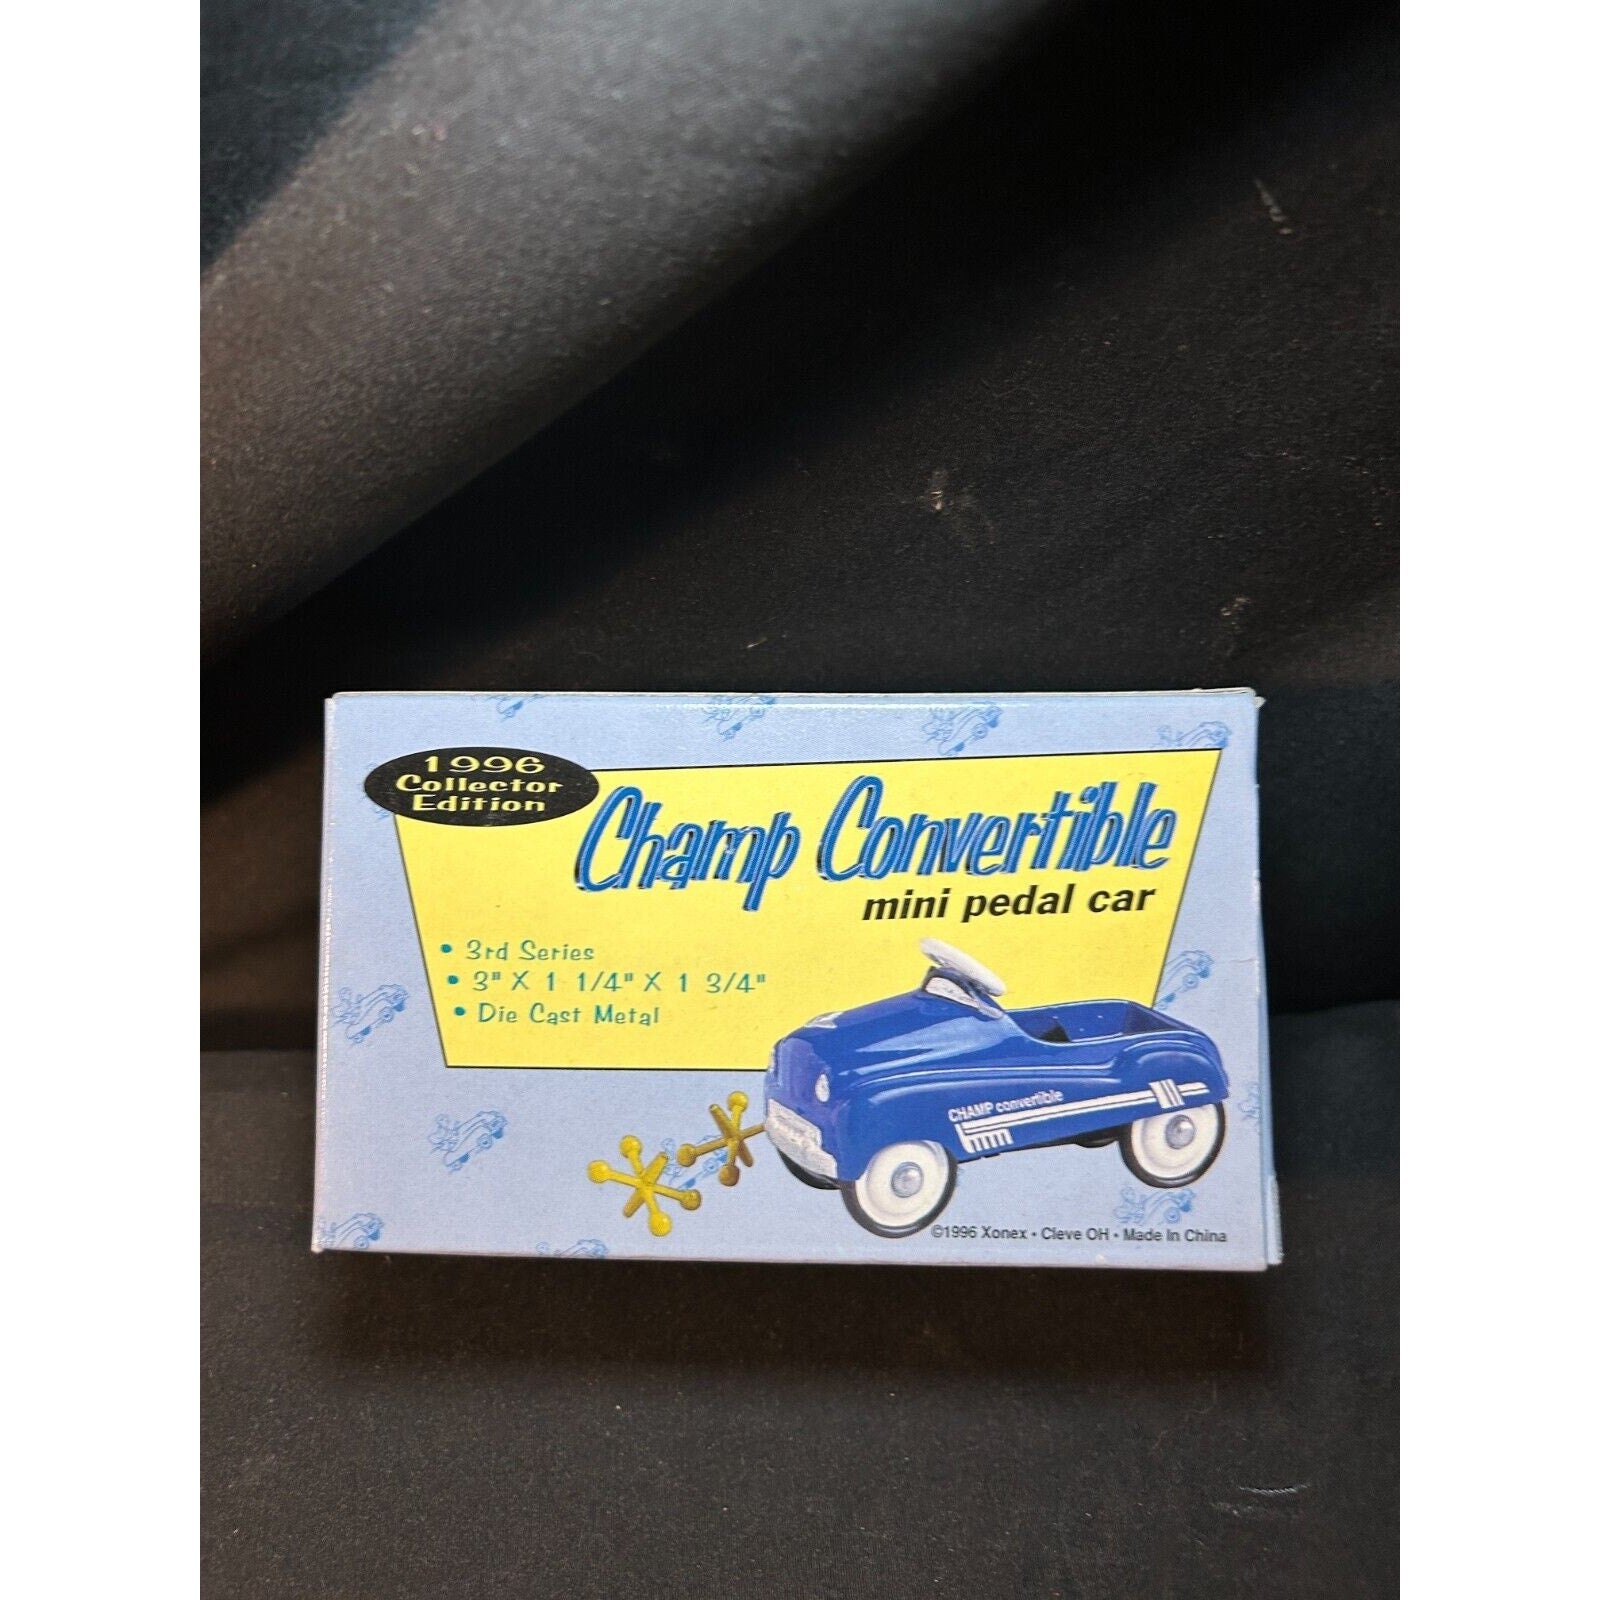 1996
Collector
Edition
Champ Convertible
mini pedal car
• 3rd Series
• 3" X 1 1/4" X 1 3/4"
• Die Cast Metal
CHAMP convertible
©1996 Xonex • Cleve OH • Made In China